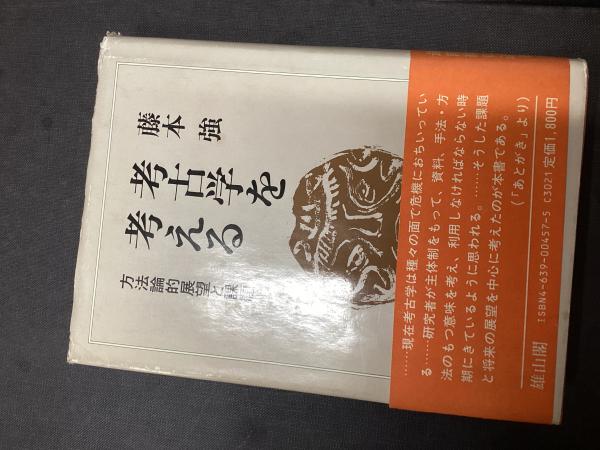 藤本 強
考古学を
考える
方法論的展望と課題
……現在考古学は種々の面で危機におちいってい
る……研究者が主体制をもって、資料、手法・方
法のもつ意味を考え、利用しなければならない時
期にきているように思われる。……そうした課題
と将来の展望を中心に考えたのが本書である。
(「あとがき」より)
ISBN4-639-00457-5 C3021 定価1,800円
雄山閣